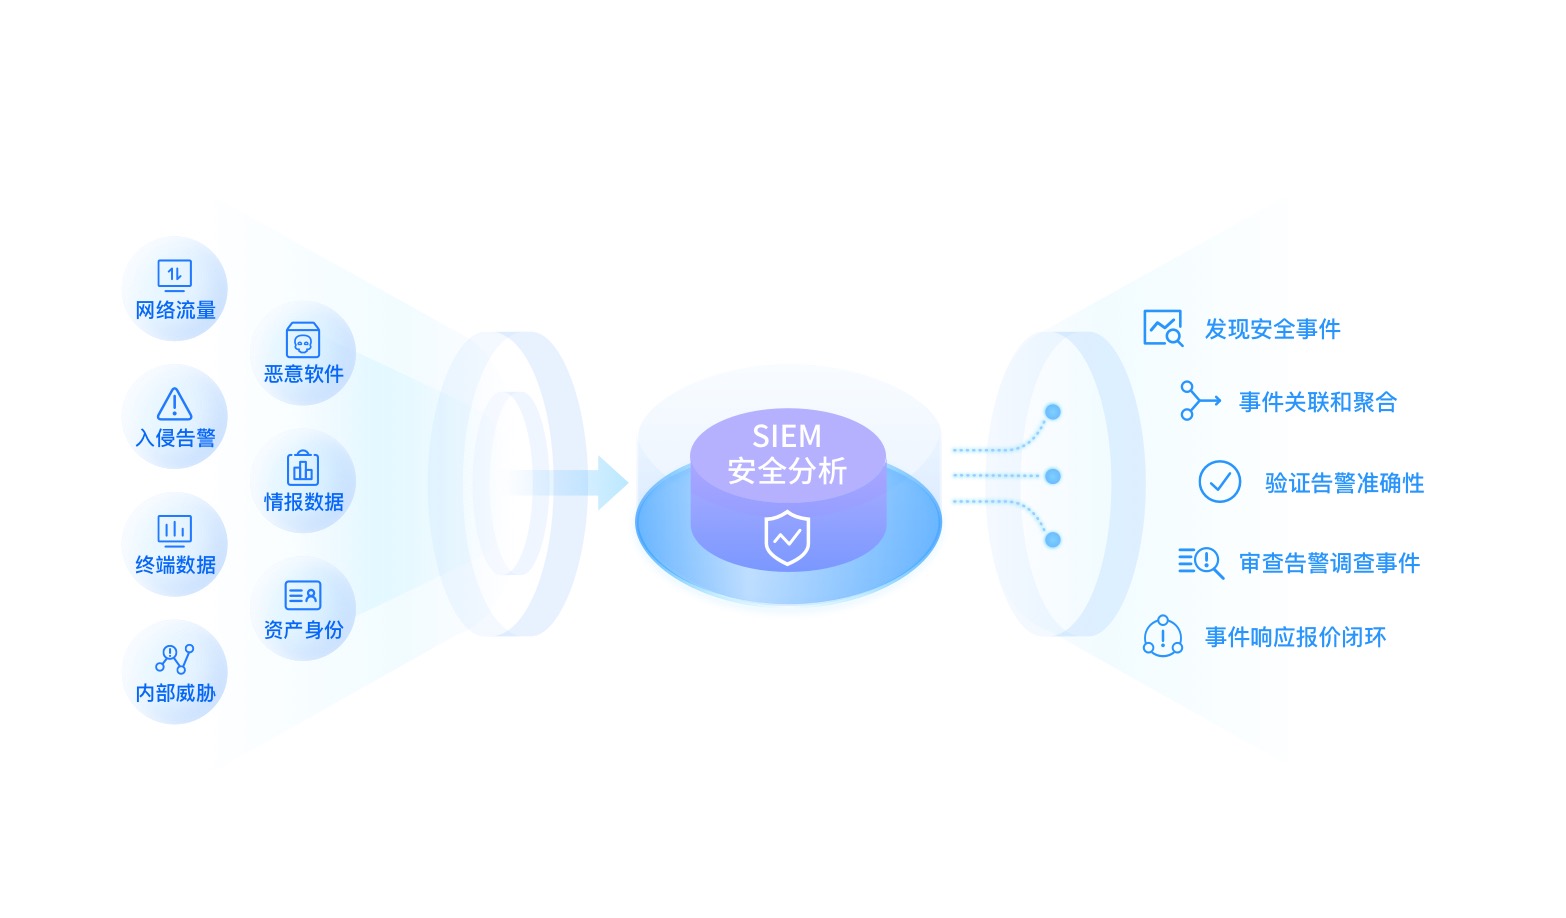 网络流量
入侵告警
终端数据
内部威胁
恶意软件
情报数据
资产身份
SIEM
安全分析
发现安全事件
事件关联和聚合
验证告警准确性
审查告警调查事件
事件响应报价闭环